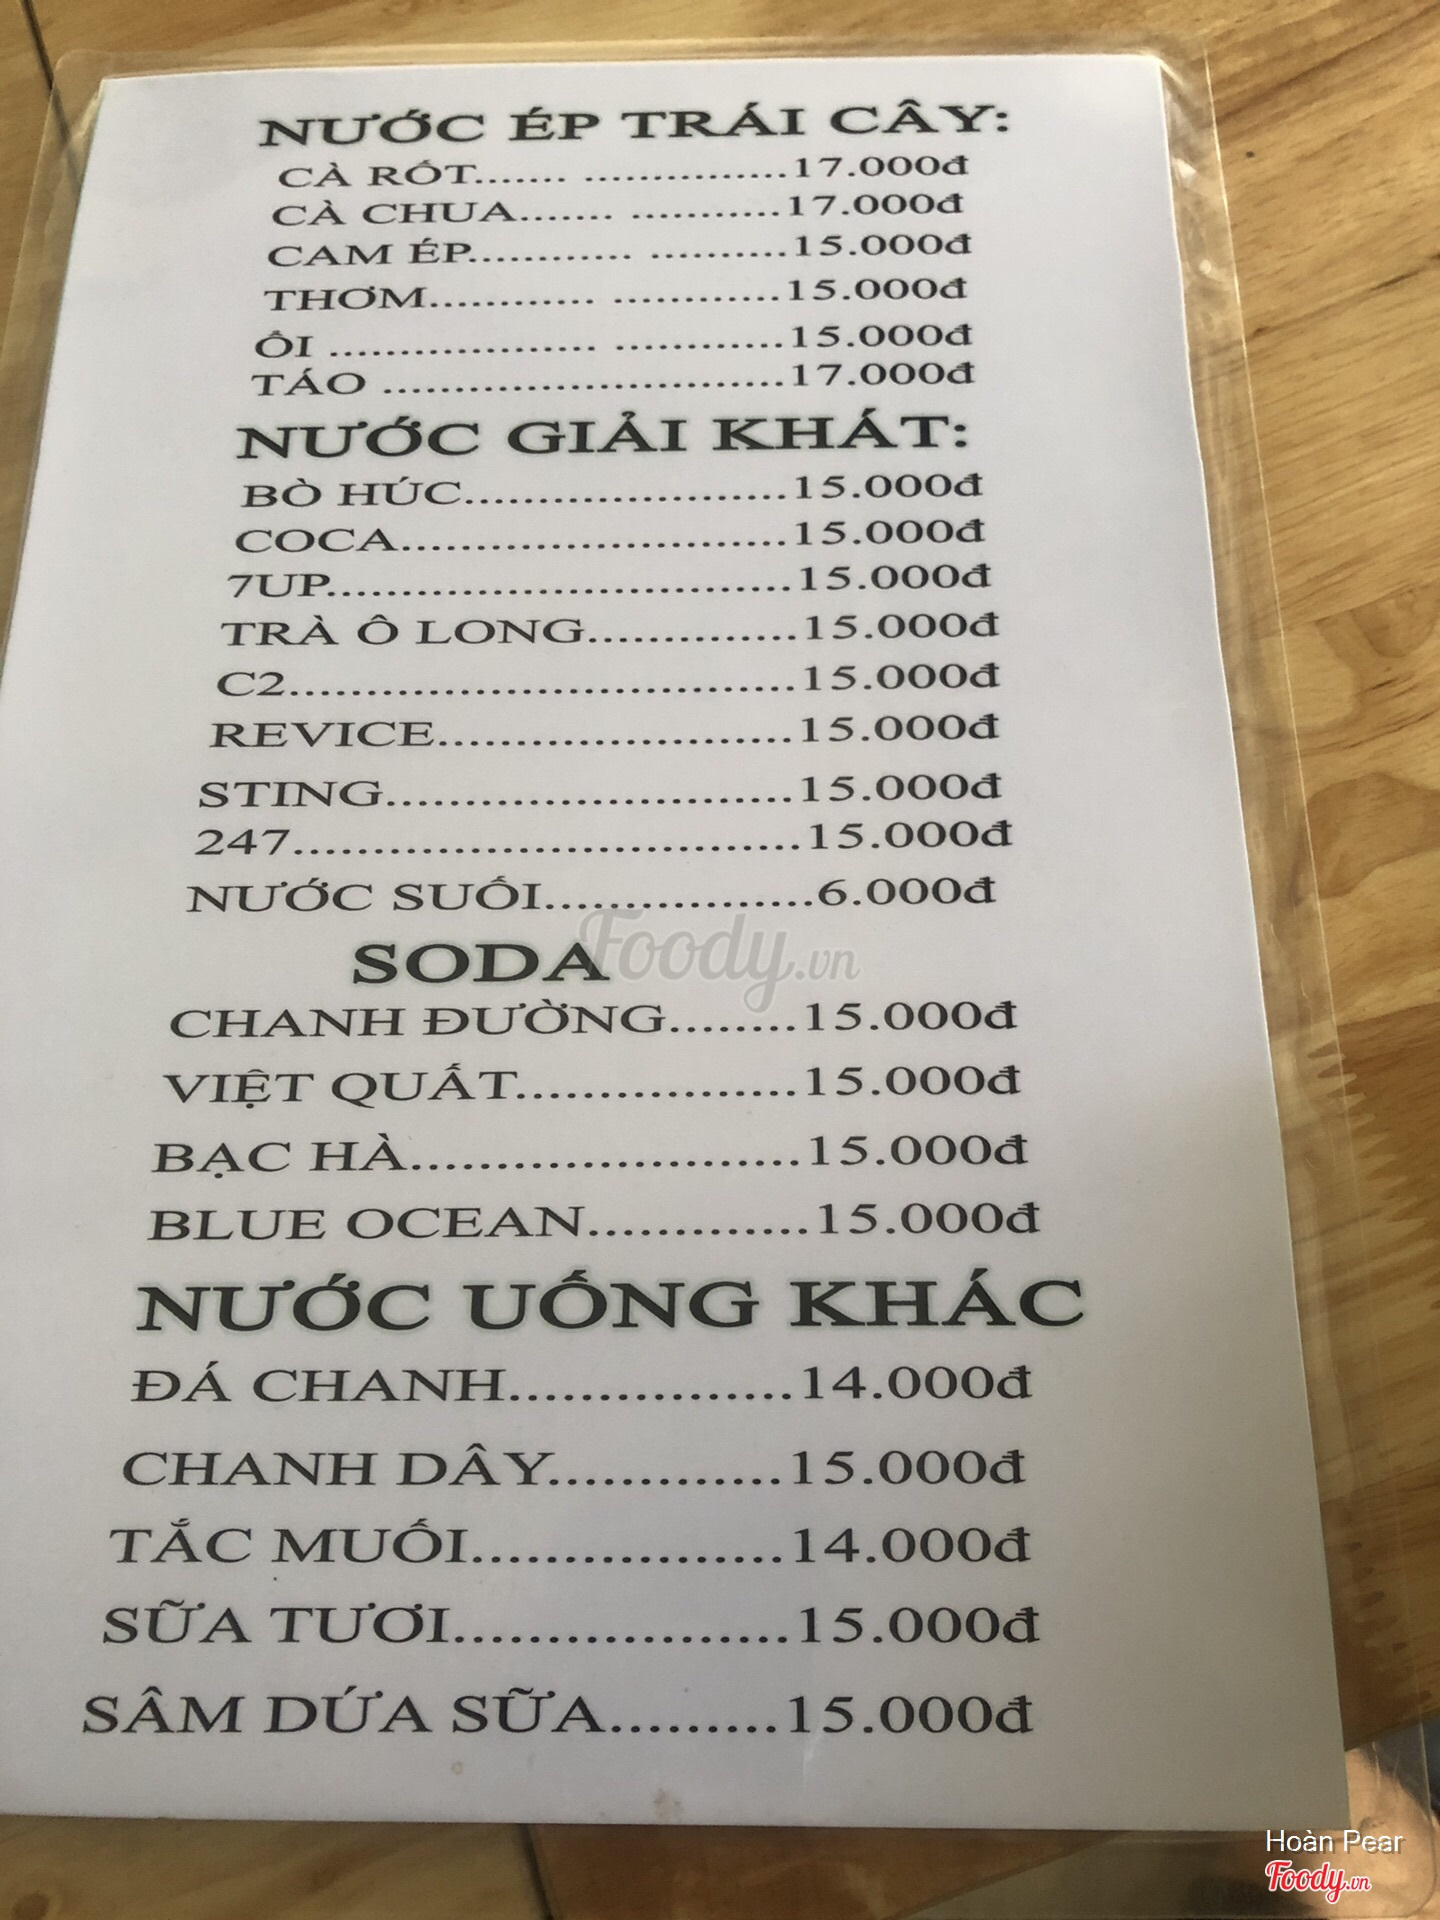 NƯỚC ÉP TRÁI CÂY:
CÀ RỐT....... ...............17.000đ
CÀ CHUA....... ...........17.000đ
CAM ÉP............ ..........15.000đ
THƠM............ ............15.000đ
ỔI ................... ............15.000đ
TÁO ............................17.000đ
NƯỚC GIẢI KHÁT:
BÒ HÚC......................15.000đ
COCA..........................15.000đ
7UP...............................15.000đ
TRÀ Ô LONG..............15.000đ
C2.................................15.000đ
REVICE........................15.000đ
STING...........................15.000đ
247.................................15.000đ
NƯỚC SUỐI.................6.000đ
Foody.vn
SODA
CHANH ĐƯỜNG........15.000đ
VIỆT QUẤT.................15.000đ
BẠC HÀ.......................15.000đ
BLUE OCEAN.............15.000đ
NƯỚC UỐNG KHÁC
ĐÁ CHANH................14.000đ
CHANH DÂY.............15.000đ
TẮC MUỐI.................14.000đ
SỮA TƯƠI..................15.000đ
SÂM DỨA SỮA.........15.000đ
Hoàn Pear
Foody.vn